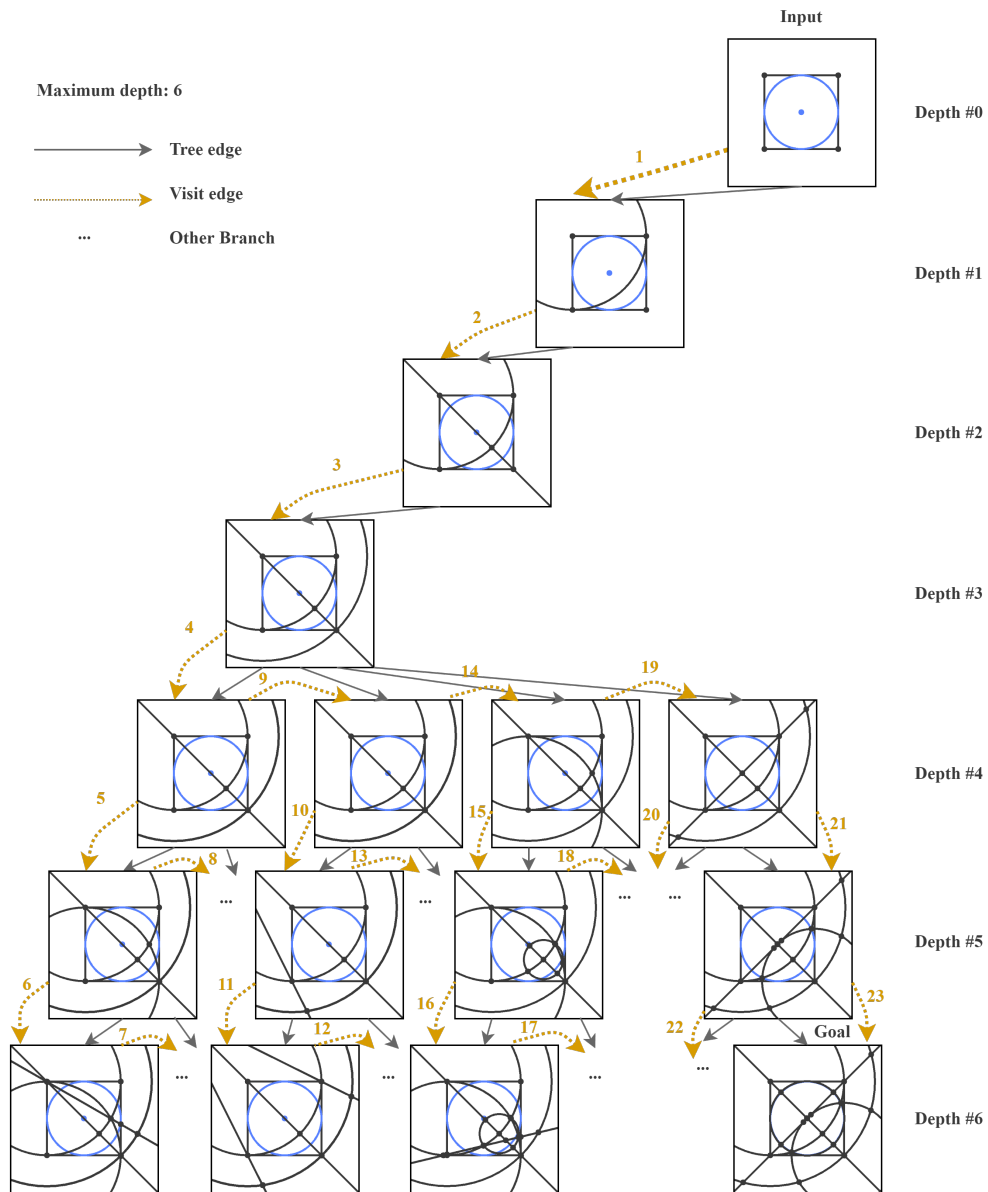 Input
Maximum depth: 6
Depth #0
Tree edge
1
Visit edge
...
Other Branch
Depth #1
2
Depth #2
3
Depth #3
4
9
14
19
Depth #4
5
10
15
20
21
8
13
18
...
...
...
...
Depth #5
6
11
16
22
23
7
12
17
Goal
...
...
...
...
Depth #6